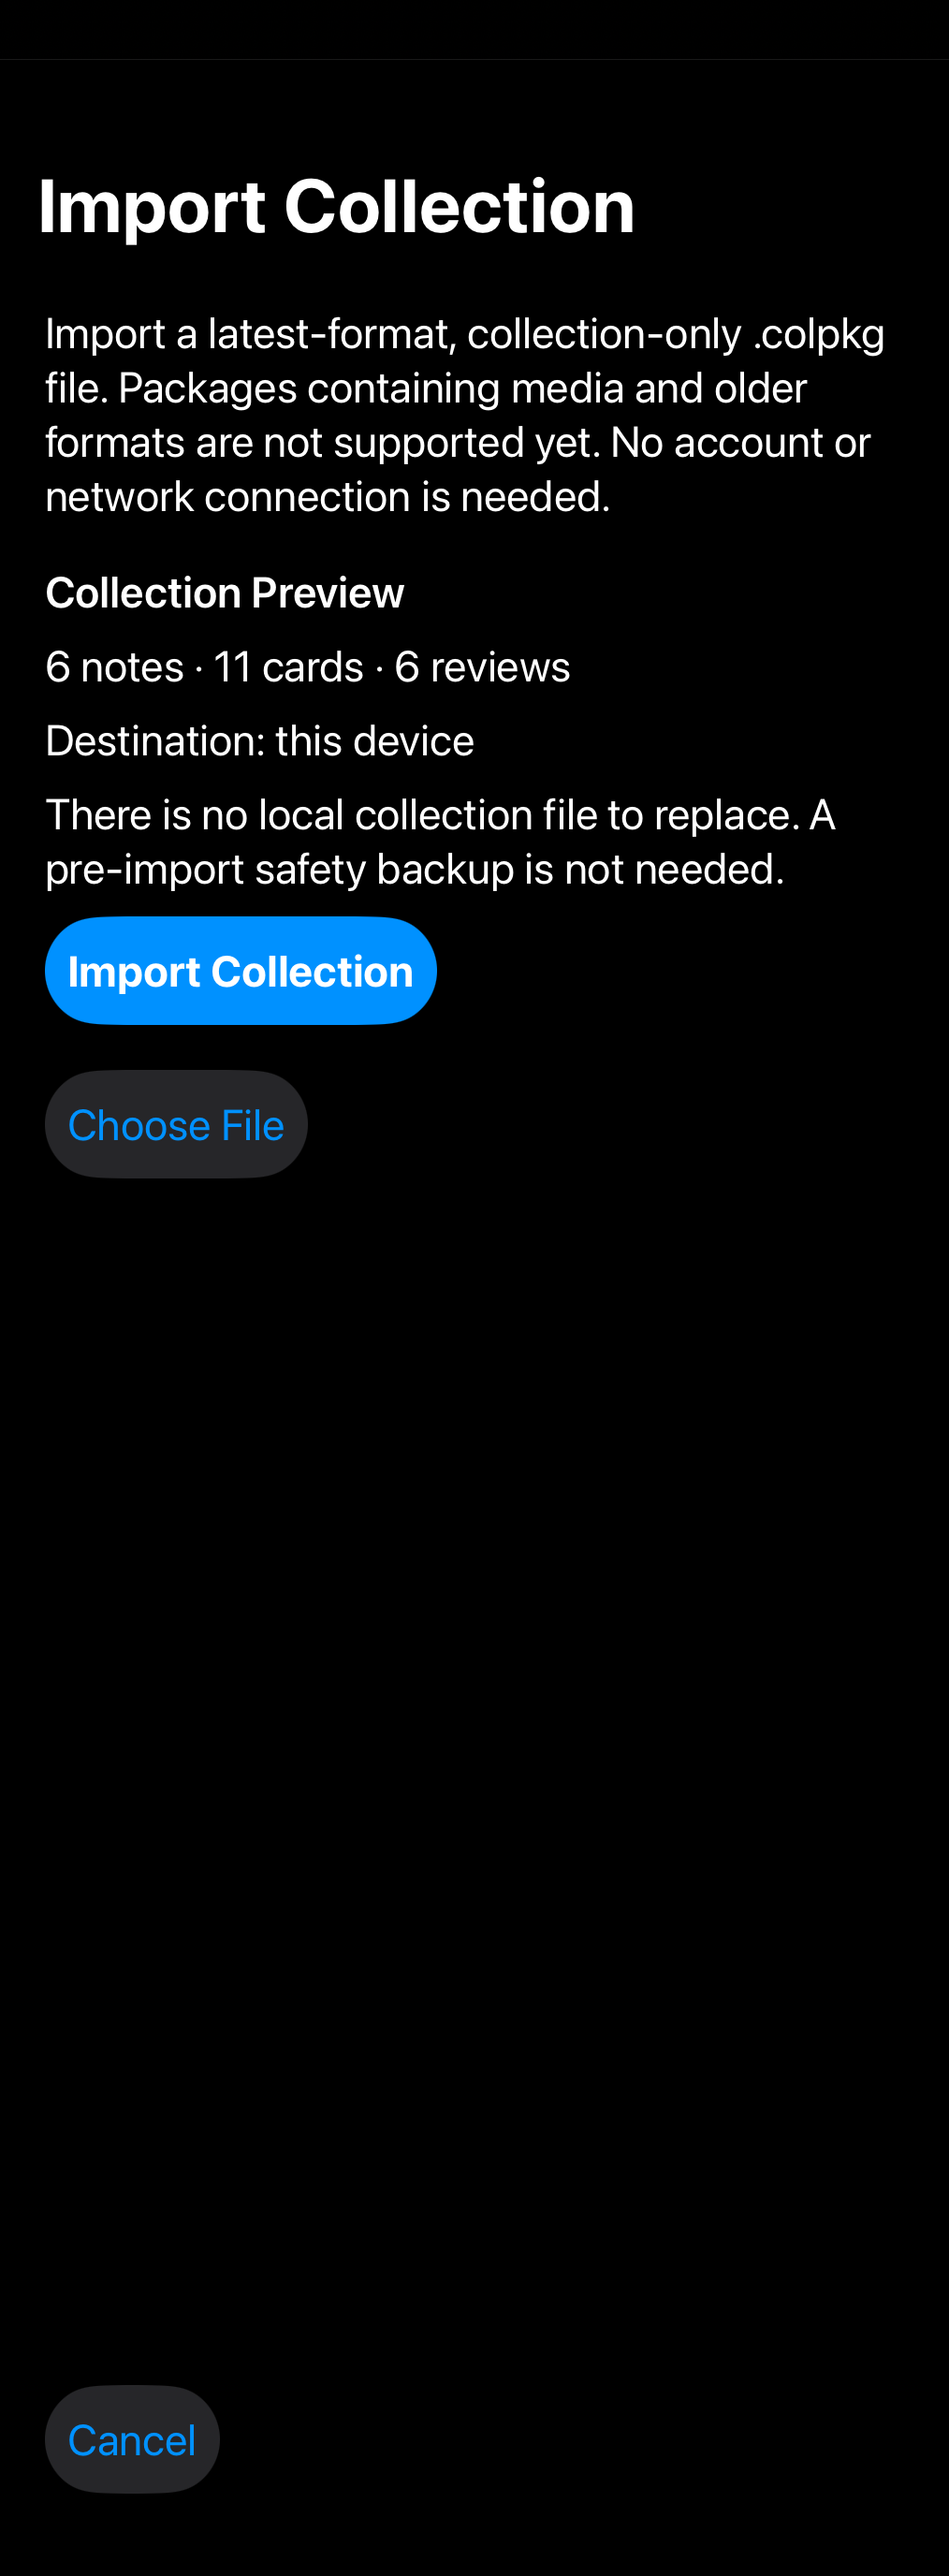 Import Collection
Import a latest-format, collection-only .colpkg
file. Packages containing media and older
formats are not supported yet. No account or
network connection is needed.
Collection Preview
6 notes · 11 cards · 6 reviews
Destination: this device
There is no local collection file to replace. A
pre-import safety backup is not needed.
Import Collection
Choose File
Cancel